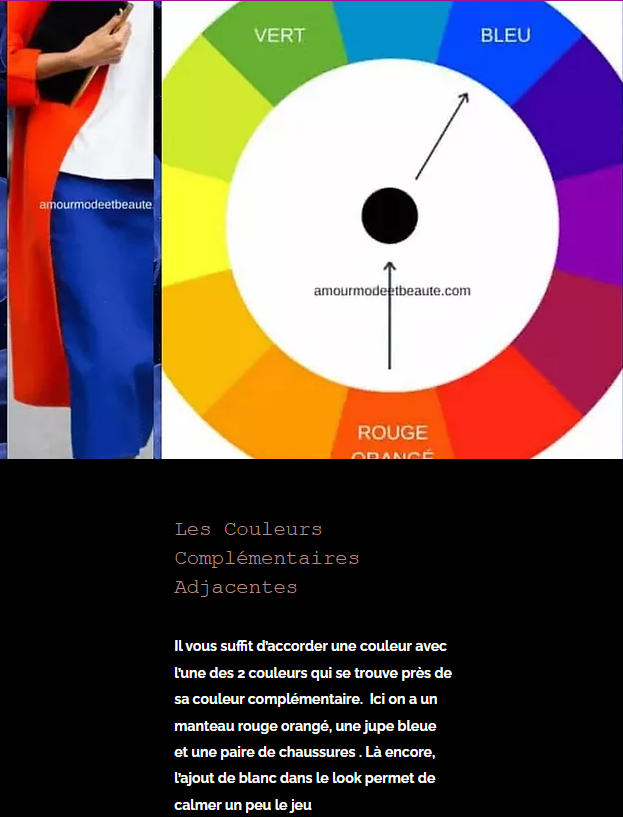 VERT
BLEU
amourmodeetbeaute
amourmodeetbeaute.com
ROUGE
ORANGÉ
Les Couleurs
Complémentaires
Adjacentes
Il vous suffit d'accorder une couleur avec
l'une des 2 couleurs qui se trouve près de
sa couleur complémentaire. Ici on a un
manteau rouge orangé, une jupe bleue
et une paire de chaussures . Là encore,
l'ajout de blanc dans le look permet de
calmer un peu le jeu